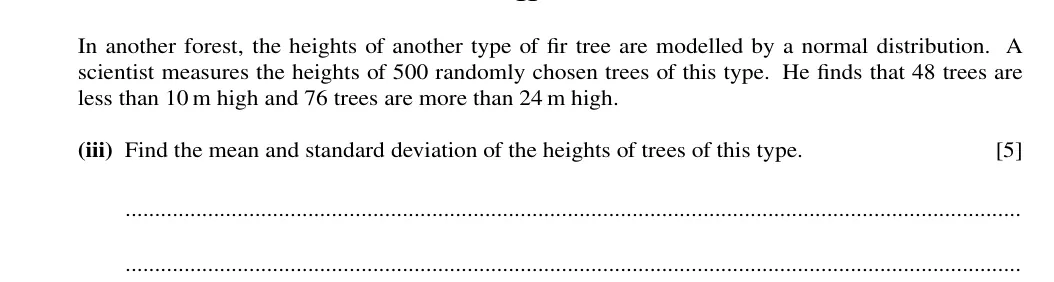 In another forest, the heights of another type of fir tree are modelled by a normal distribution. A
scientist measures the heights of 500 randomly chosen trees of this type. He finds that 48 trees are
less than 10 m high and 76 trees are more than 24 m high.
(iii) Find the mean and standard deviation of the heights of trees of this type. [5]